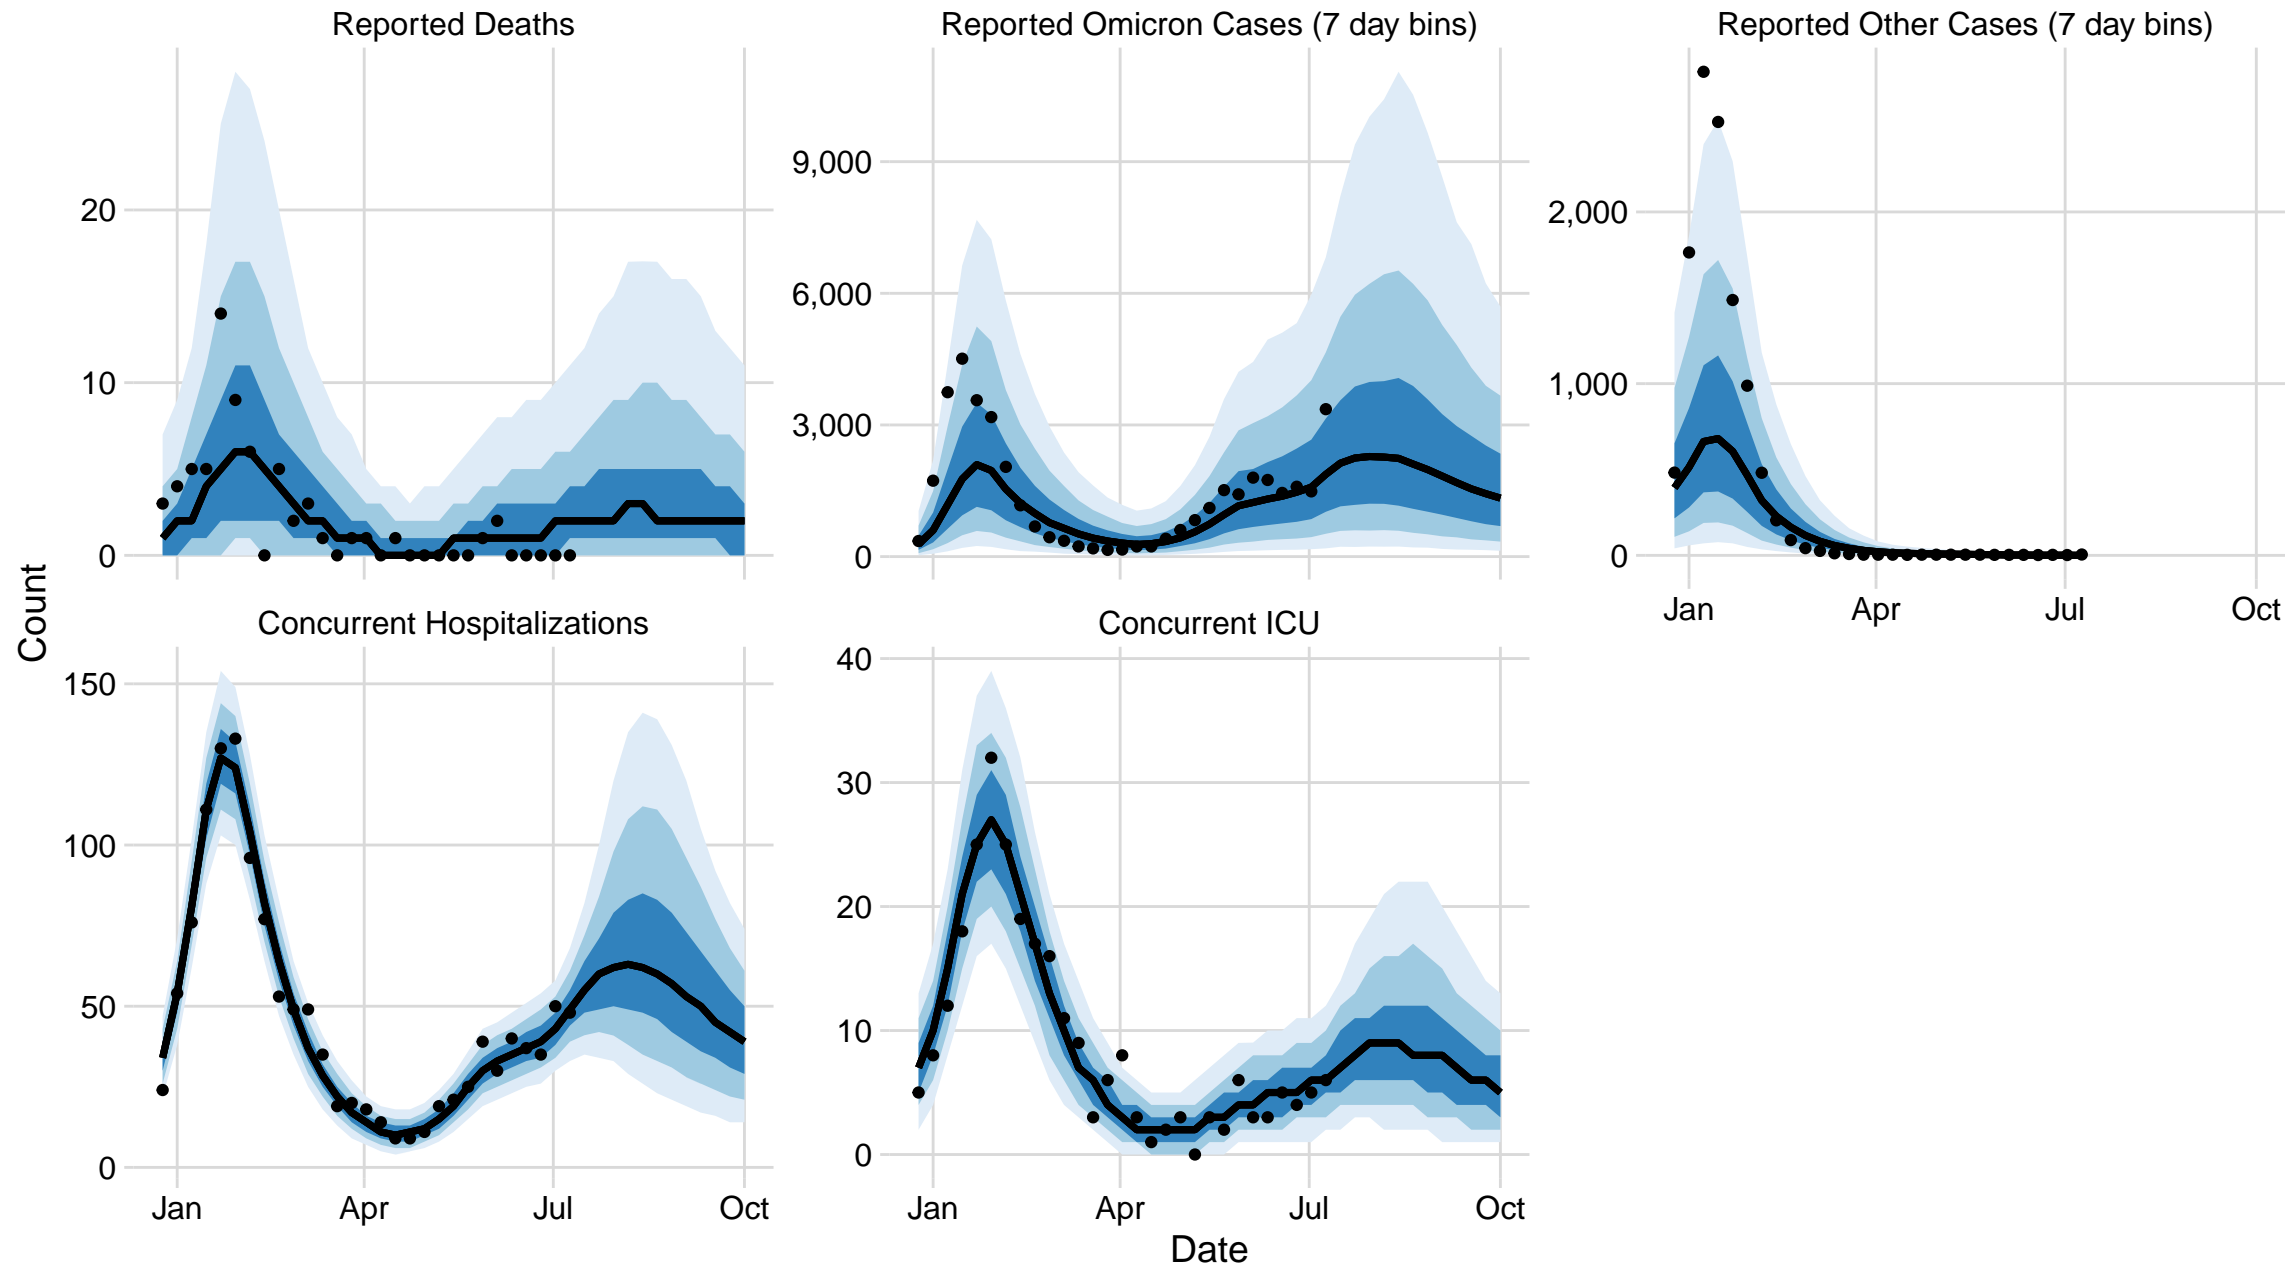 Reported Deaths
Reported Omicron Cases (7 day bins)
Reported Other Cases (7 day bins)
20
10
0
9,000
6,000
3,000
0
2,000
1,000
0
Jan Apr Jul Oct
Count
Concurrent Hospitalizations
Concurrent ICU
150
100
50
0
40
30
20
10
0
Jan Apr Jul Oct
Jan Apr Jul Oct
Date